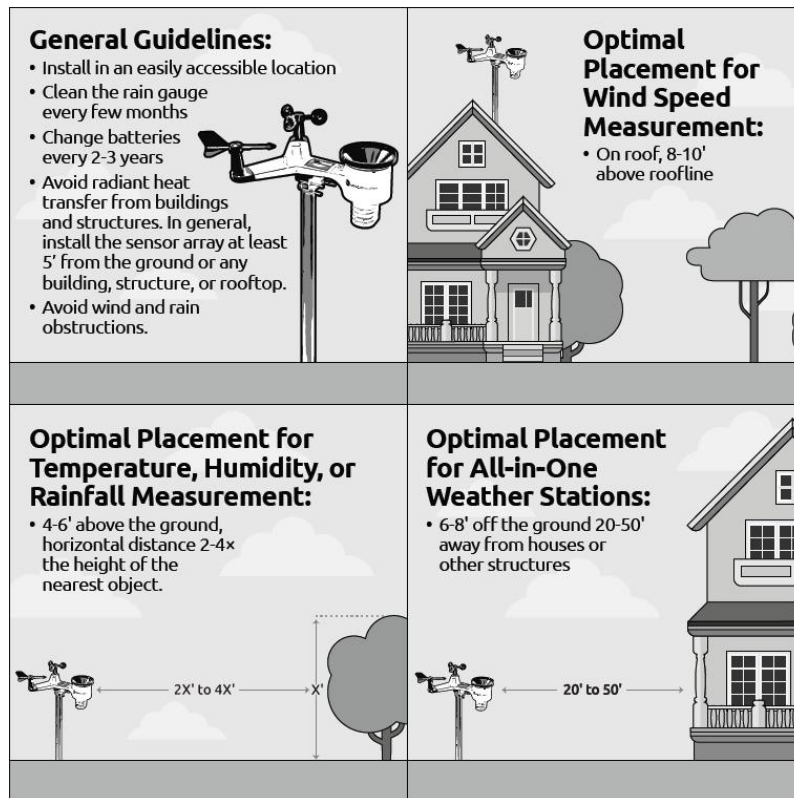 General Guidelines:
• Install in an easily accessible location
• Clean the rain gauge
every few months
• Change batteries
every 2-3 years
• Avoid radiant heat
transfer from buildings
and structures. In general,
install the sensor array at least
5' from the ground or any
building, structure, or rooftop.
• Avoid wind and rain
obstructions.
Optimal
Placement for
Wind Speed
Measurement:
• On roof, 8-10'
above roofline
Optimal Placement for
Temperature, Humidity, or
Rainfall Measurement:
• 4-6' above the ground,
horizontal distance 2-4×
the height of the
nearest object.
2X' to 4X'
X'
Optimal Placement
for All-in-One
Weather Stations:
• 6-8' off the ground 20-50'
away from houses or
other structures
20' to 50'